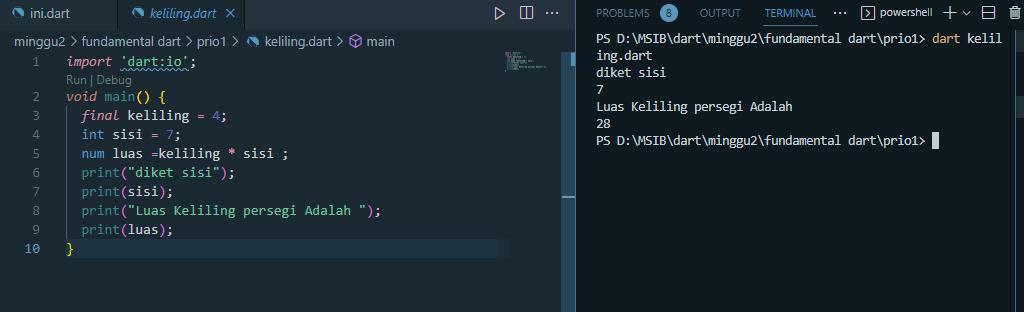 ini.dart
keliling.dart
minggu2 > fundamental dart > prio1 > keliling.dart > main
1 import 'dart:io';
Run | Debug
2 void main() {
3 final keliling = 4;
4 int sisi = 7;
5 num luas =keliling * sisi ;
6 print("diket sisi");
7 print(sisi);
8 print("Luas Keliling persegi Adalah ");
9 print(luas);
10 }
PROBLEMS 8 OUTPUT TERMINAL ... powershell
PS D:\MSIB\dart\minggu2\fundamental dart\prio1> dart kelil
ing.dart
diket sisi
7
Luas Keliling persegi Adalah
28
PS D:\MSIB\dart\minggu2\fundamental dart\prio1>